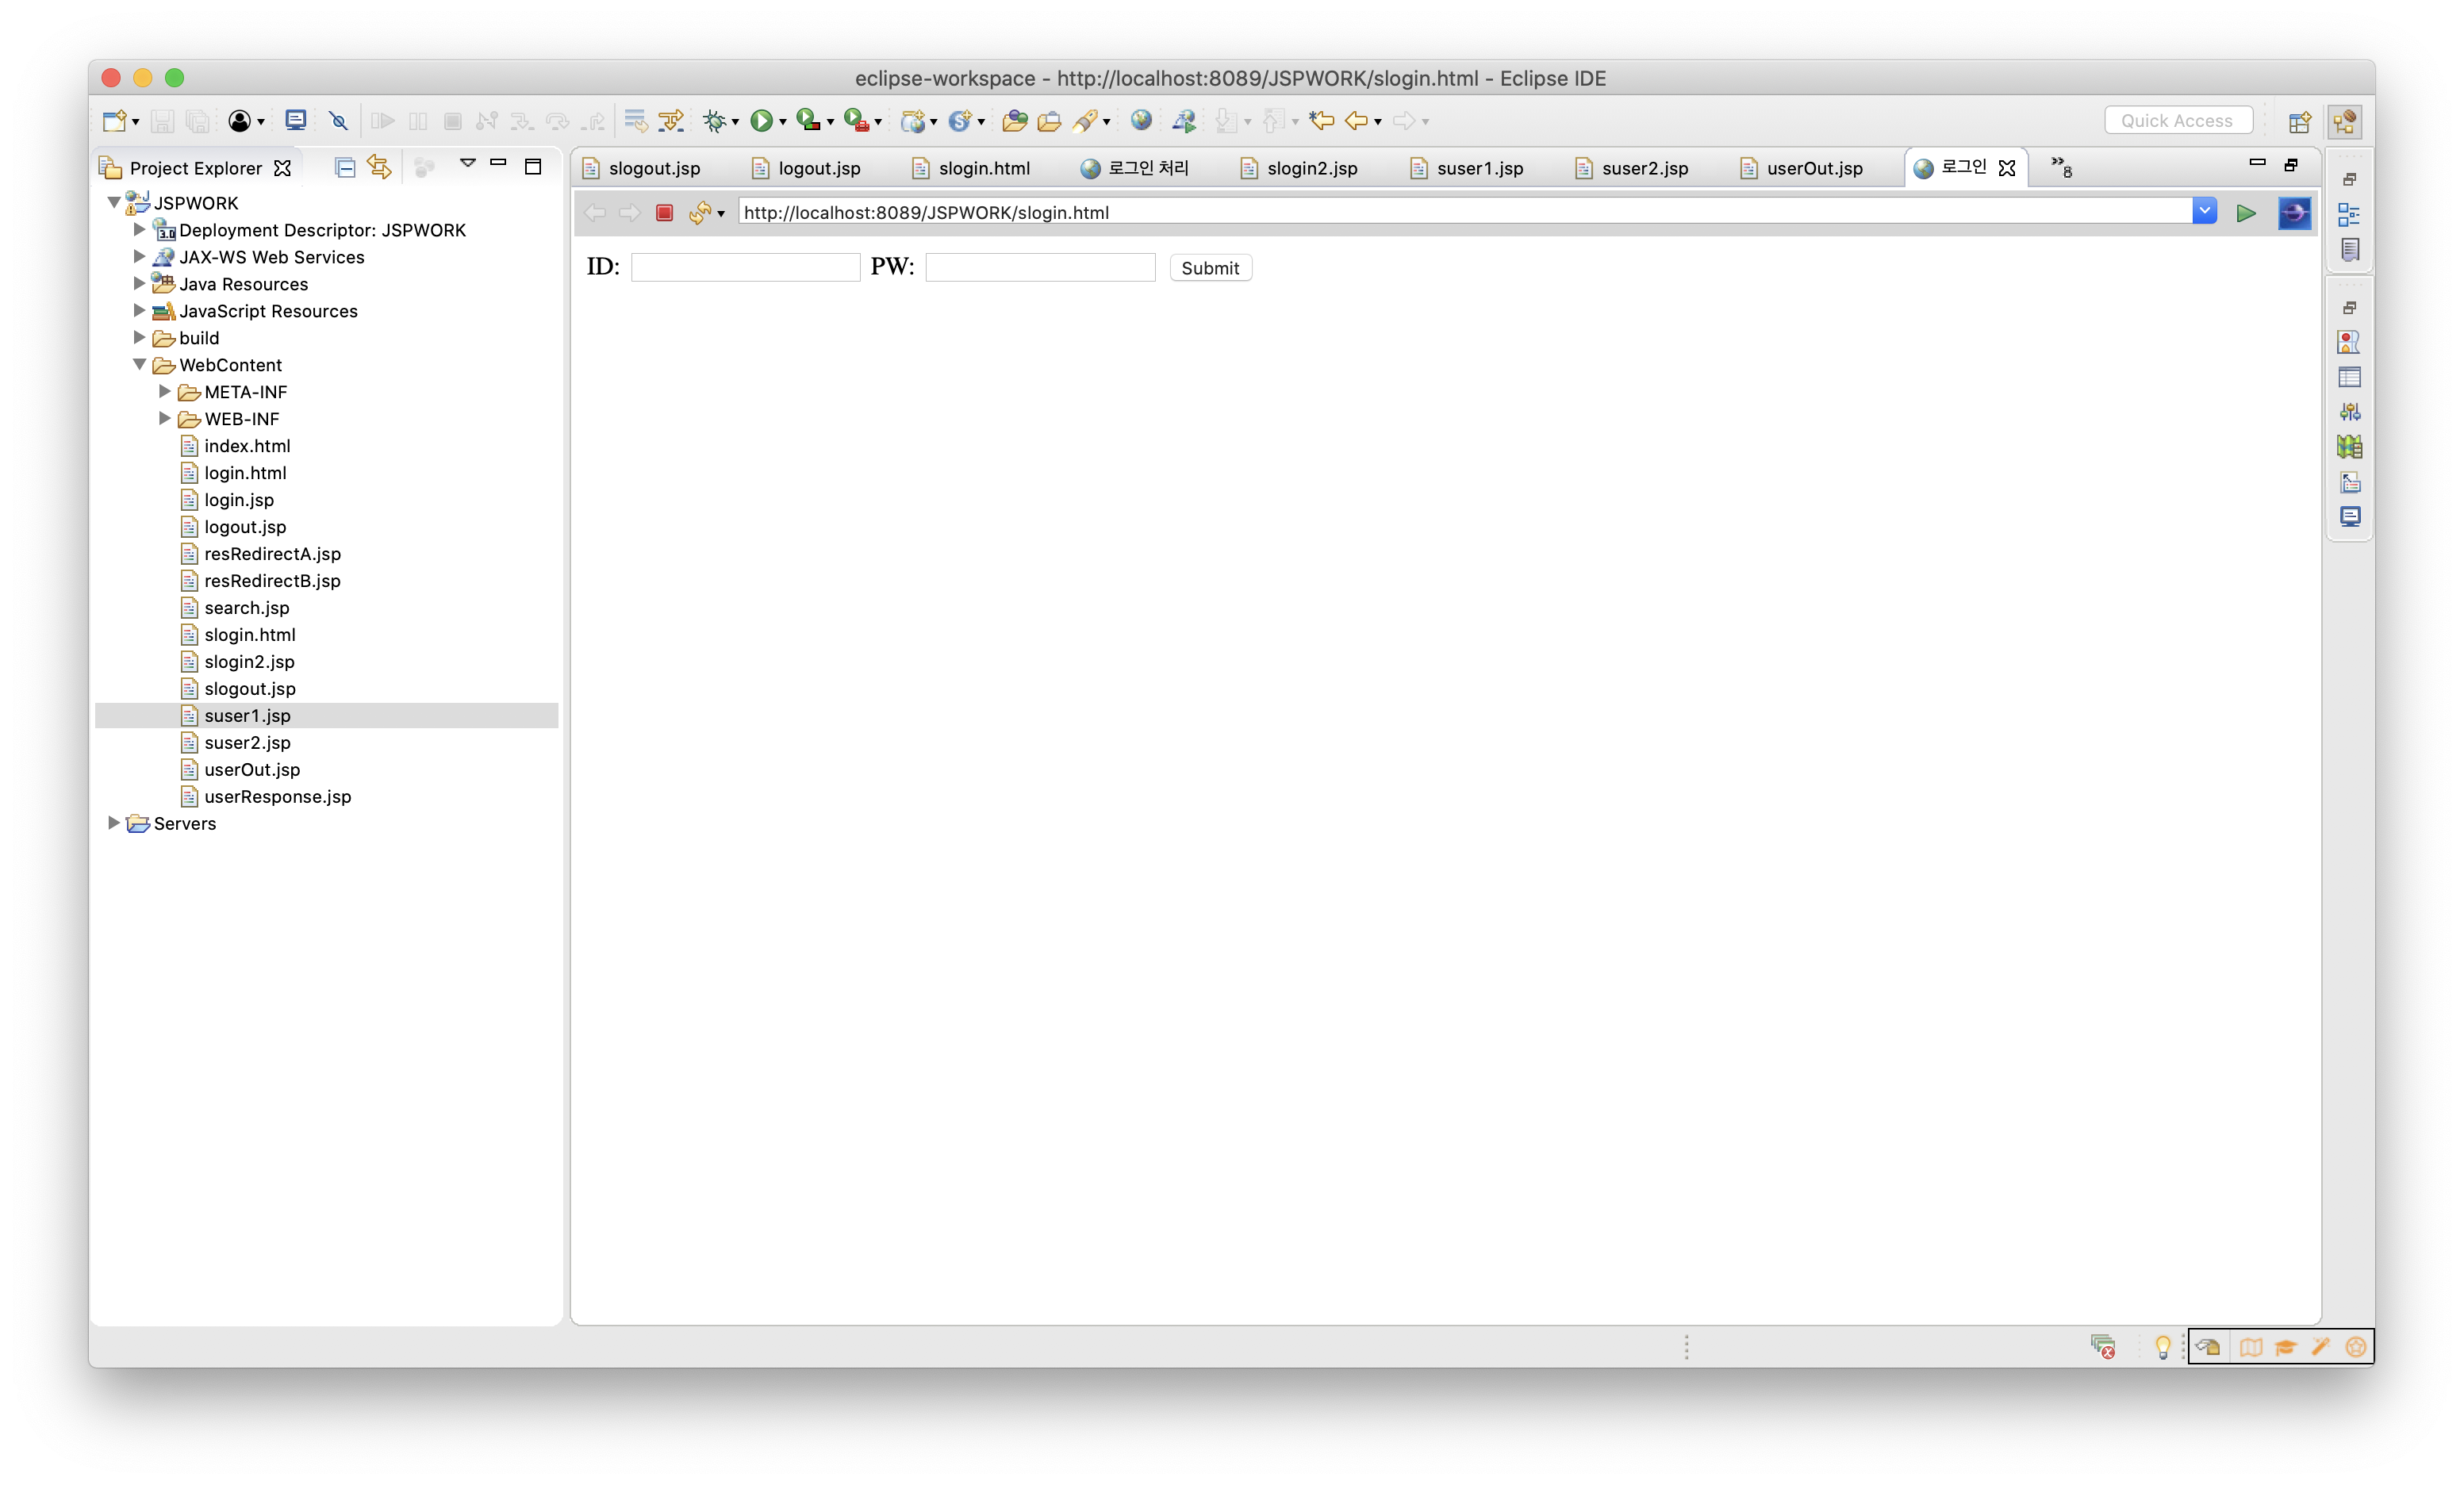 eclipse-workspace - http://localhost:8089/JSPWORK/slogin.html - Eclipse IDE
Quick Access
Project Explorer
slogout.jsp logout.jsp slogin.html 로그인 처리 slogin2.jsp suser1.jsp suser2.jsp userOut.jsp 로그인 »8
http://localhost:8089/JSPWORK/slogin.html
ID: PW: Submit
JSPWORK
3.0 Deployment Descriptor: JSPWORK
JAX-WS Web Services
Java Resources
JavaScript Resources
build
WebContent
META-INF
WEB-INF
index.html
login.html
login.jsp
logout.jsp
resRedirectA.jsp
resRedirectB.jsp
search.jsp
slogin.html
slogin2.jsp
slogout.jsp
suser1.jsp
suser2.jsp
userOut.jsp
userResponse.jsp
Servers